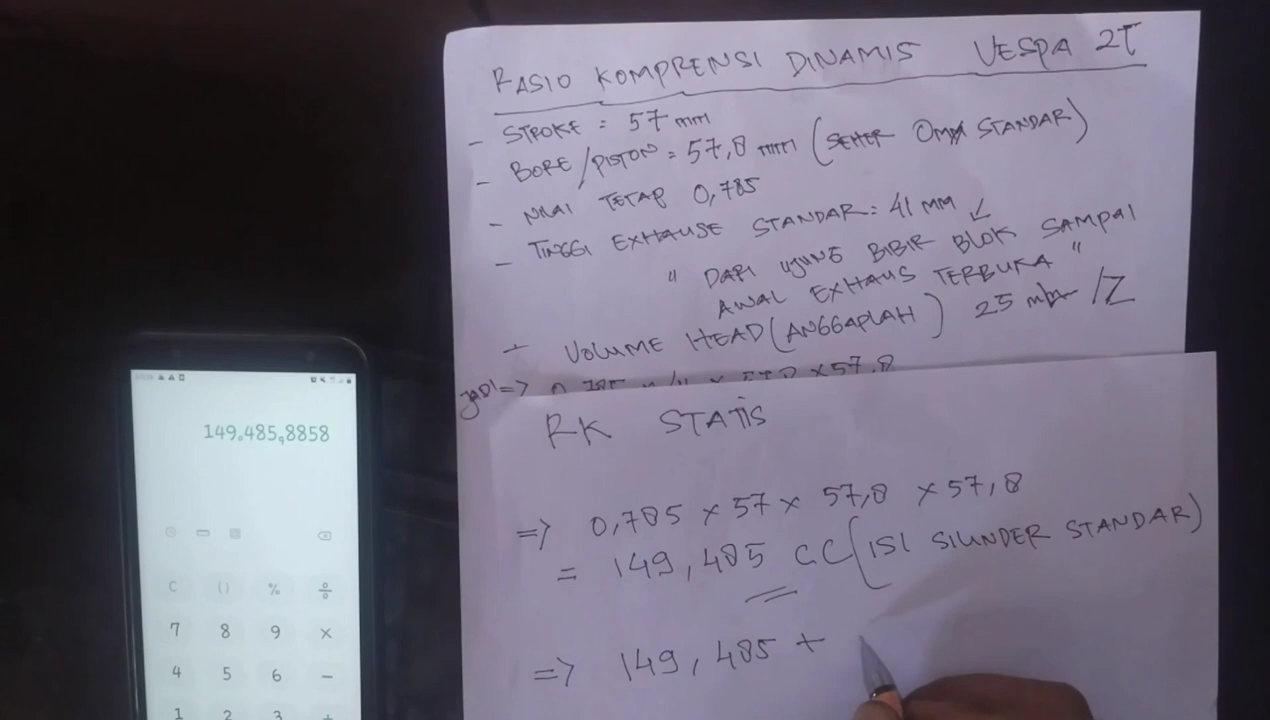 RASIO KOMPRENSI DINAMIS VESPA 2T
- STROKE = 57 mm
- BORE/PISTON = 57,8 mm (SEHER STANDAR)
- NILAI TETAP 0,785
- TINGGI EXHAUSE STANDAR = 41 MM
" DARI UJUNG BIBIR BLOK SAMPAI
AWAL EXHAUS TERBUKA "
- VOLUME HEAD (ANGGAPLAH) 25
JADI =>
RK STATIS
=> 0,785 x 57 x 57,8 x 57,8
= 149,485 CC (ISI SILINDER STANDAR)
=> 149,485 +
149.485,8858
C () % ÷
7 8 9 ×
4 5 6 −
1 2 3 +